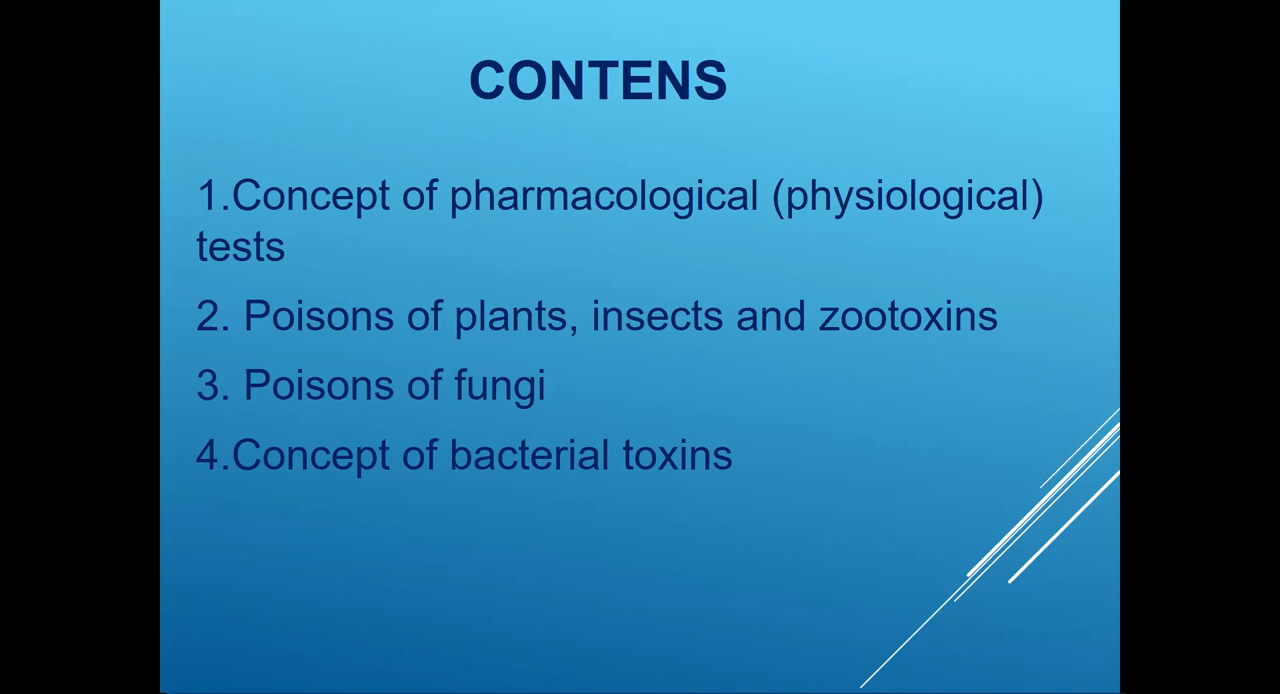 CONTENS
1.Concept of pharmacological (physiological)
tests
2. Poisons of plants, insects and zootoxins
3. Poisons of fungi
4.Concept of bacterial toxins